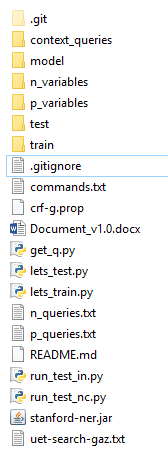 .git
context_queries
model
n_variables
p_variables
test
train
.gitignore
commands.txt
crf-g.prop
Document_v1.0.docx
get_q.py
lets_test.py
lets_train.py
n_queries.txt
p_queries.txt
README.md
run_test_in.py
run_test_nc.py
stanford-ner.jar
uet-search-gaz.txt